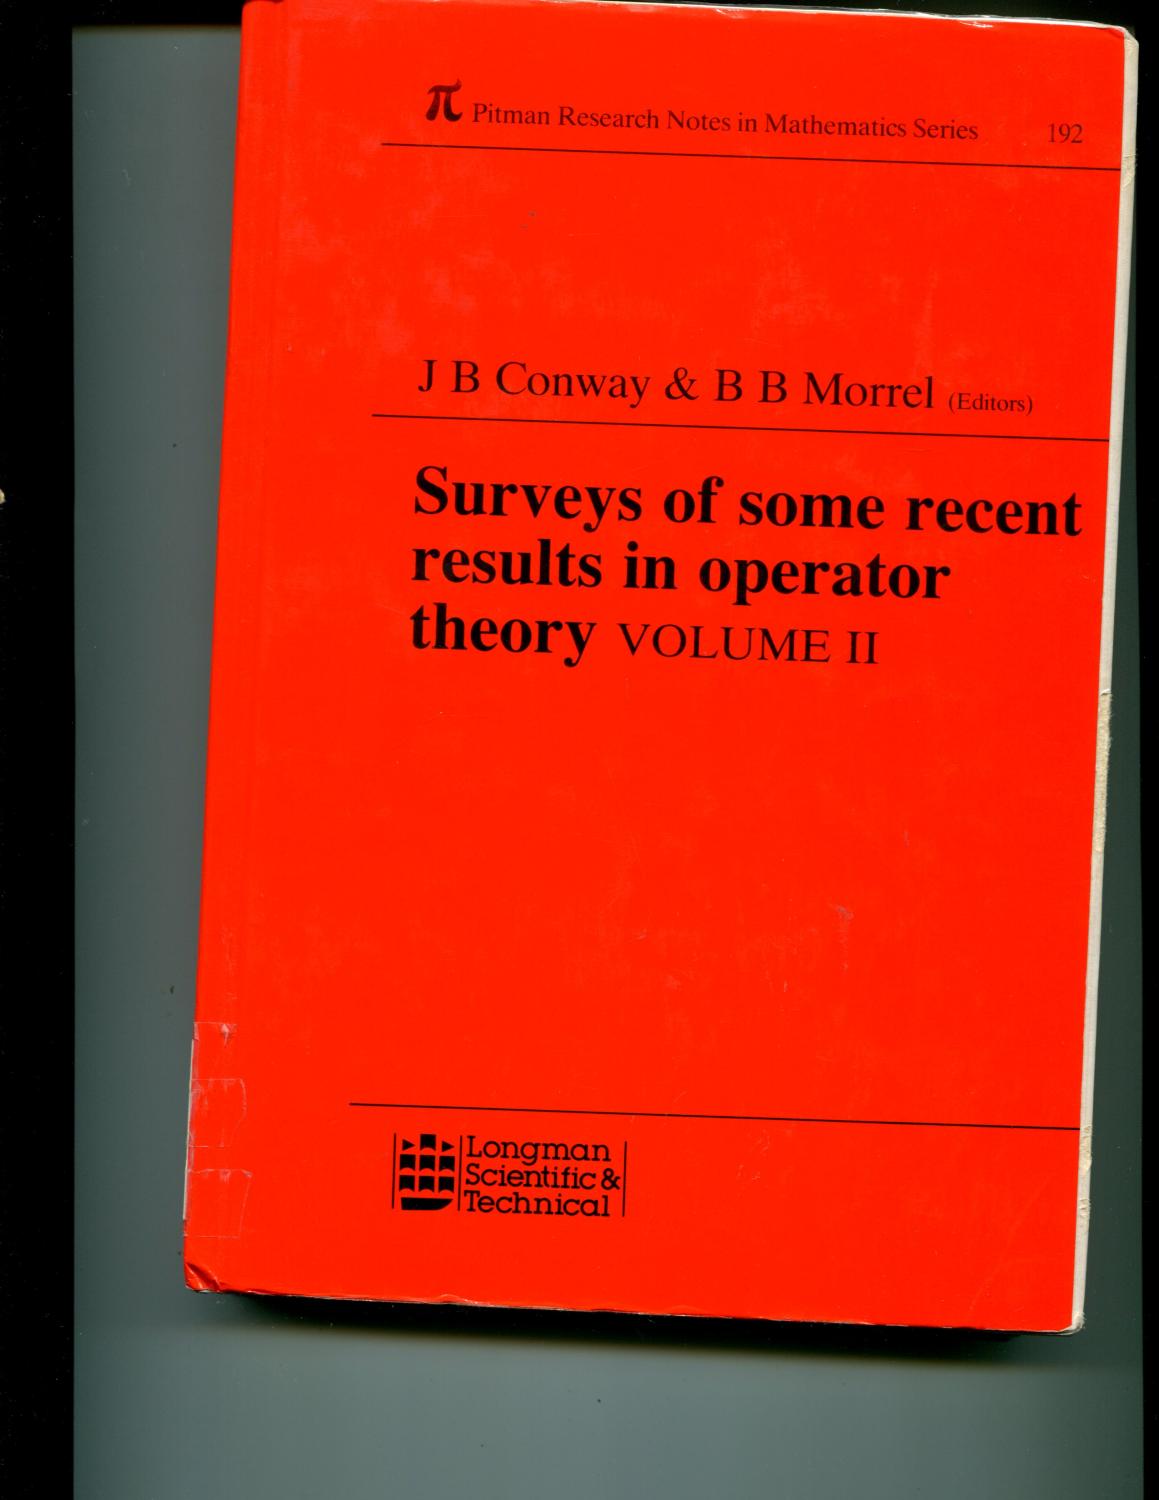 π Pitman Research Notes in Mathematics Series 192
J B Conway & B B Morrel (Editors)
Surveys of some recent
results in operator
theory VOLUME II
Longman
Scientific &
Technical